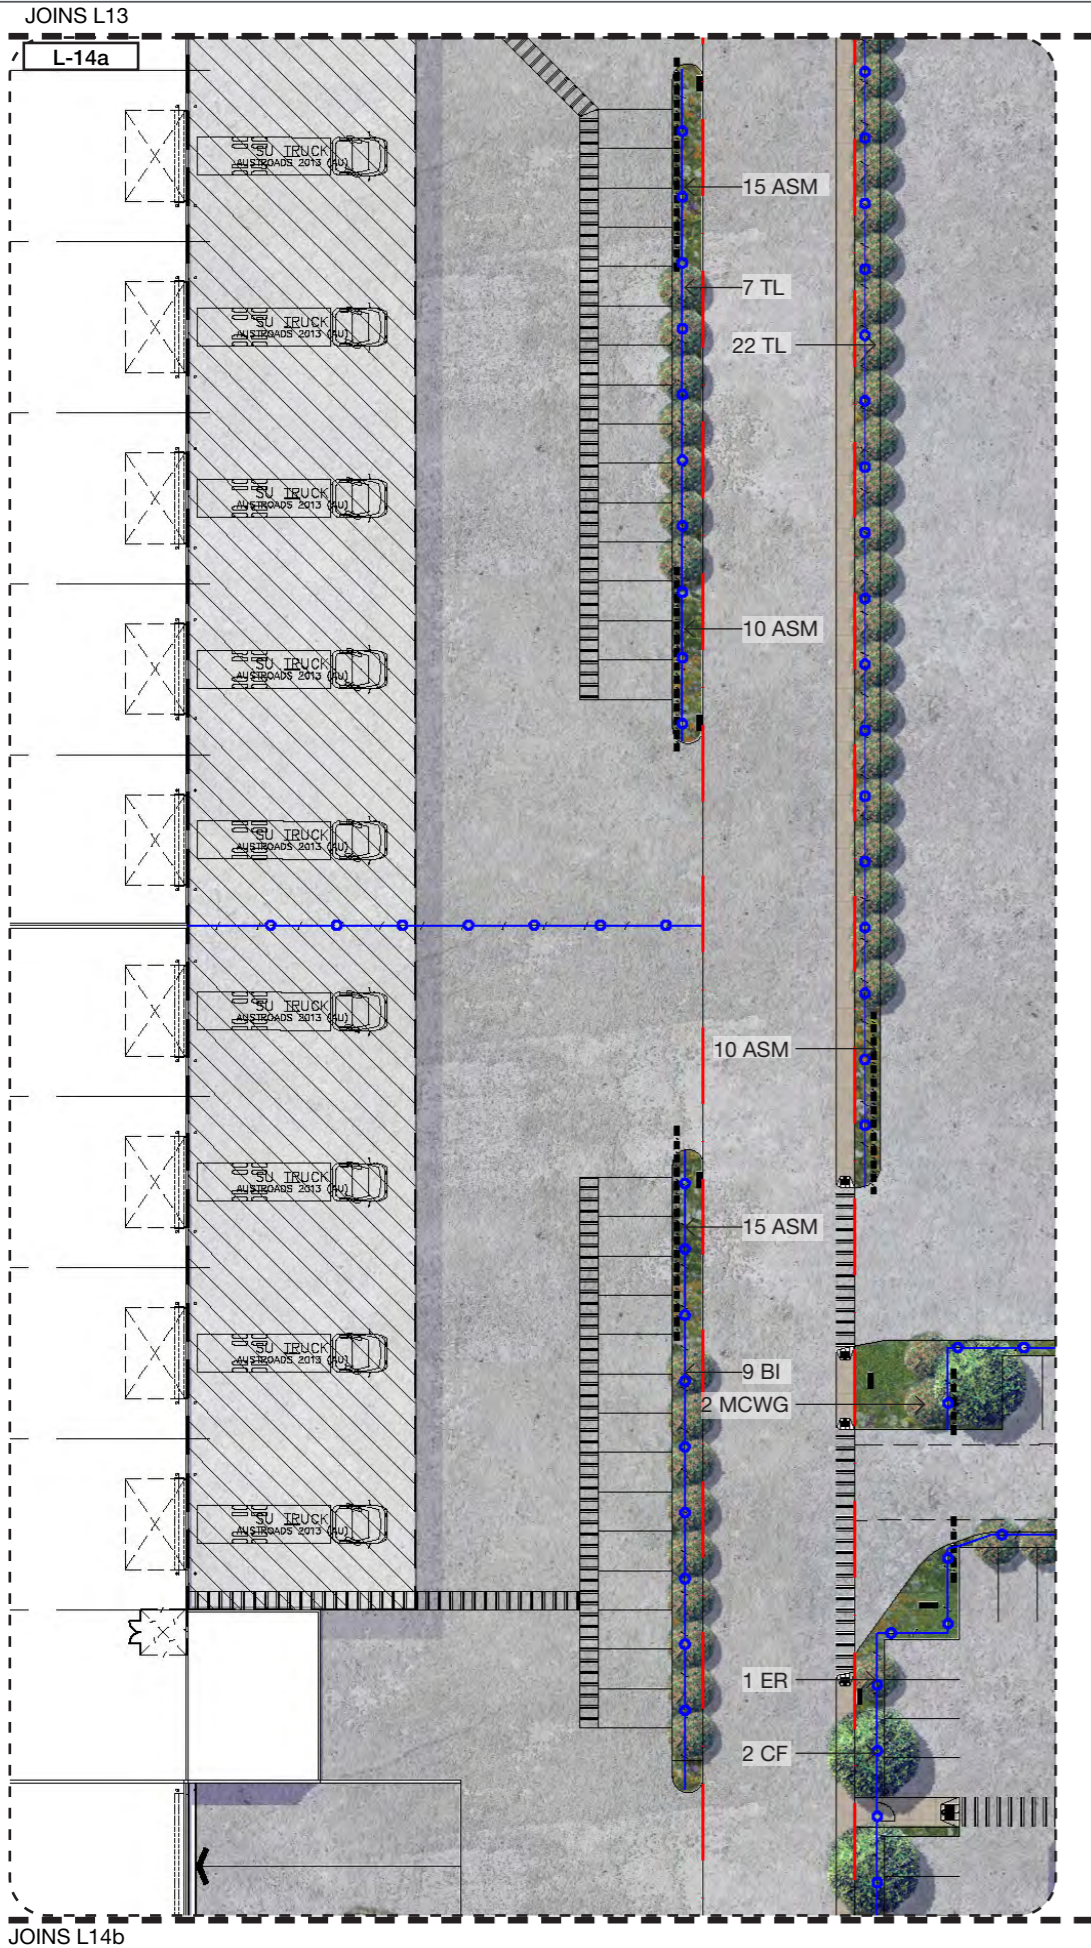 JOINS L13
L-14a
SU TRUCK
AUSTROADS 2013 (AU)
15 ASM
7 TL
SU TRUCK
AUSTROADS 2013 (AU)
22 TL
SU TRUCK
AUSTROADS 2013 (AU)
10 ASM
SU TRUCK
AUSTROADS 2013 (AU)
SU TRUCK
AUSTROADS 2013 (AU)
SU TRUCK
AUSTROADS 2013 (AU)
10 ASM
SU TRUCK
AUSTROADS 2013 (AU)
15 ASM
SU TRUCK
AUSTROADS 2013 (AU)
9 BI
2 MCWG
SU TRUCK
AUSTROADS 2013 (AU)
1 ER
2 CF
JOINS L14b